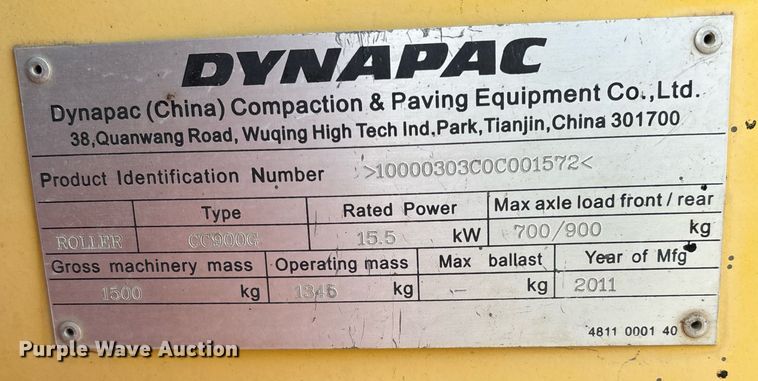 DYNAPAC
Dynapac (China) Compaction & Paving Equipment Co.,Ltd.
38,Quanwang Road, Wuqing High Tech Ind.Park,Tianjin,China 301700
Product Identification Number >10000303C0C001572<
Type Rated Power Max axle load front / rear
ROLLER CC900G 15.5 kW 700/900 kg
Gross machinery mass Operating mass Max ballast Year of Mfg
1500 kg 1345 kg — kg 2011
4811 0001 40
Purple Wave Auction